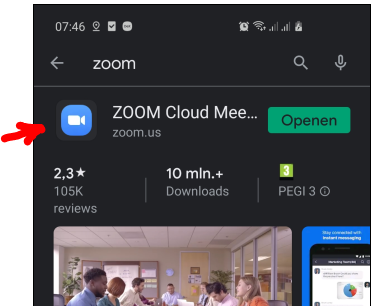 07:46
zoom
ZOOM Cloud Mee...
zoom.us
Openen
2,3★
105K
reviews
10 mln.+
Downloads
3
PEGI 3
Stay connected with
instant messaging